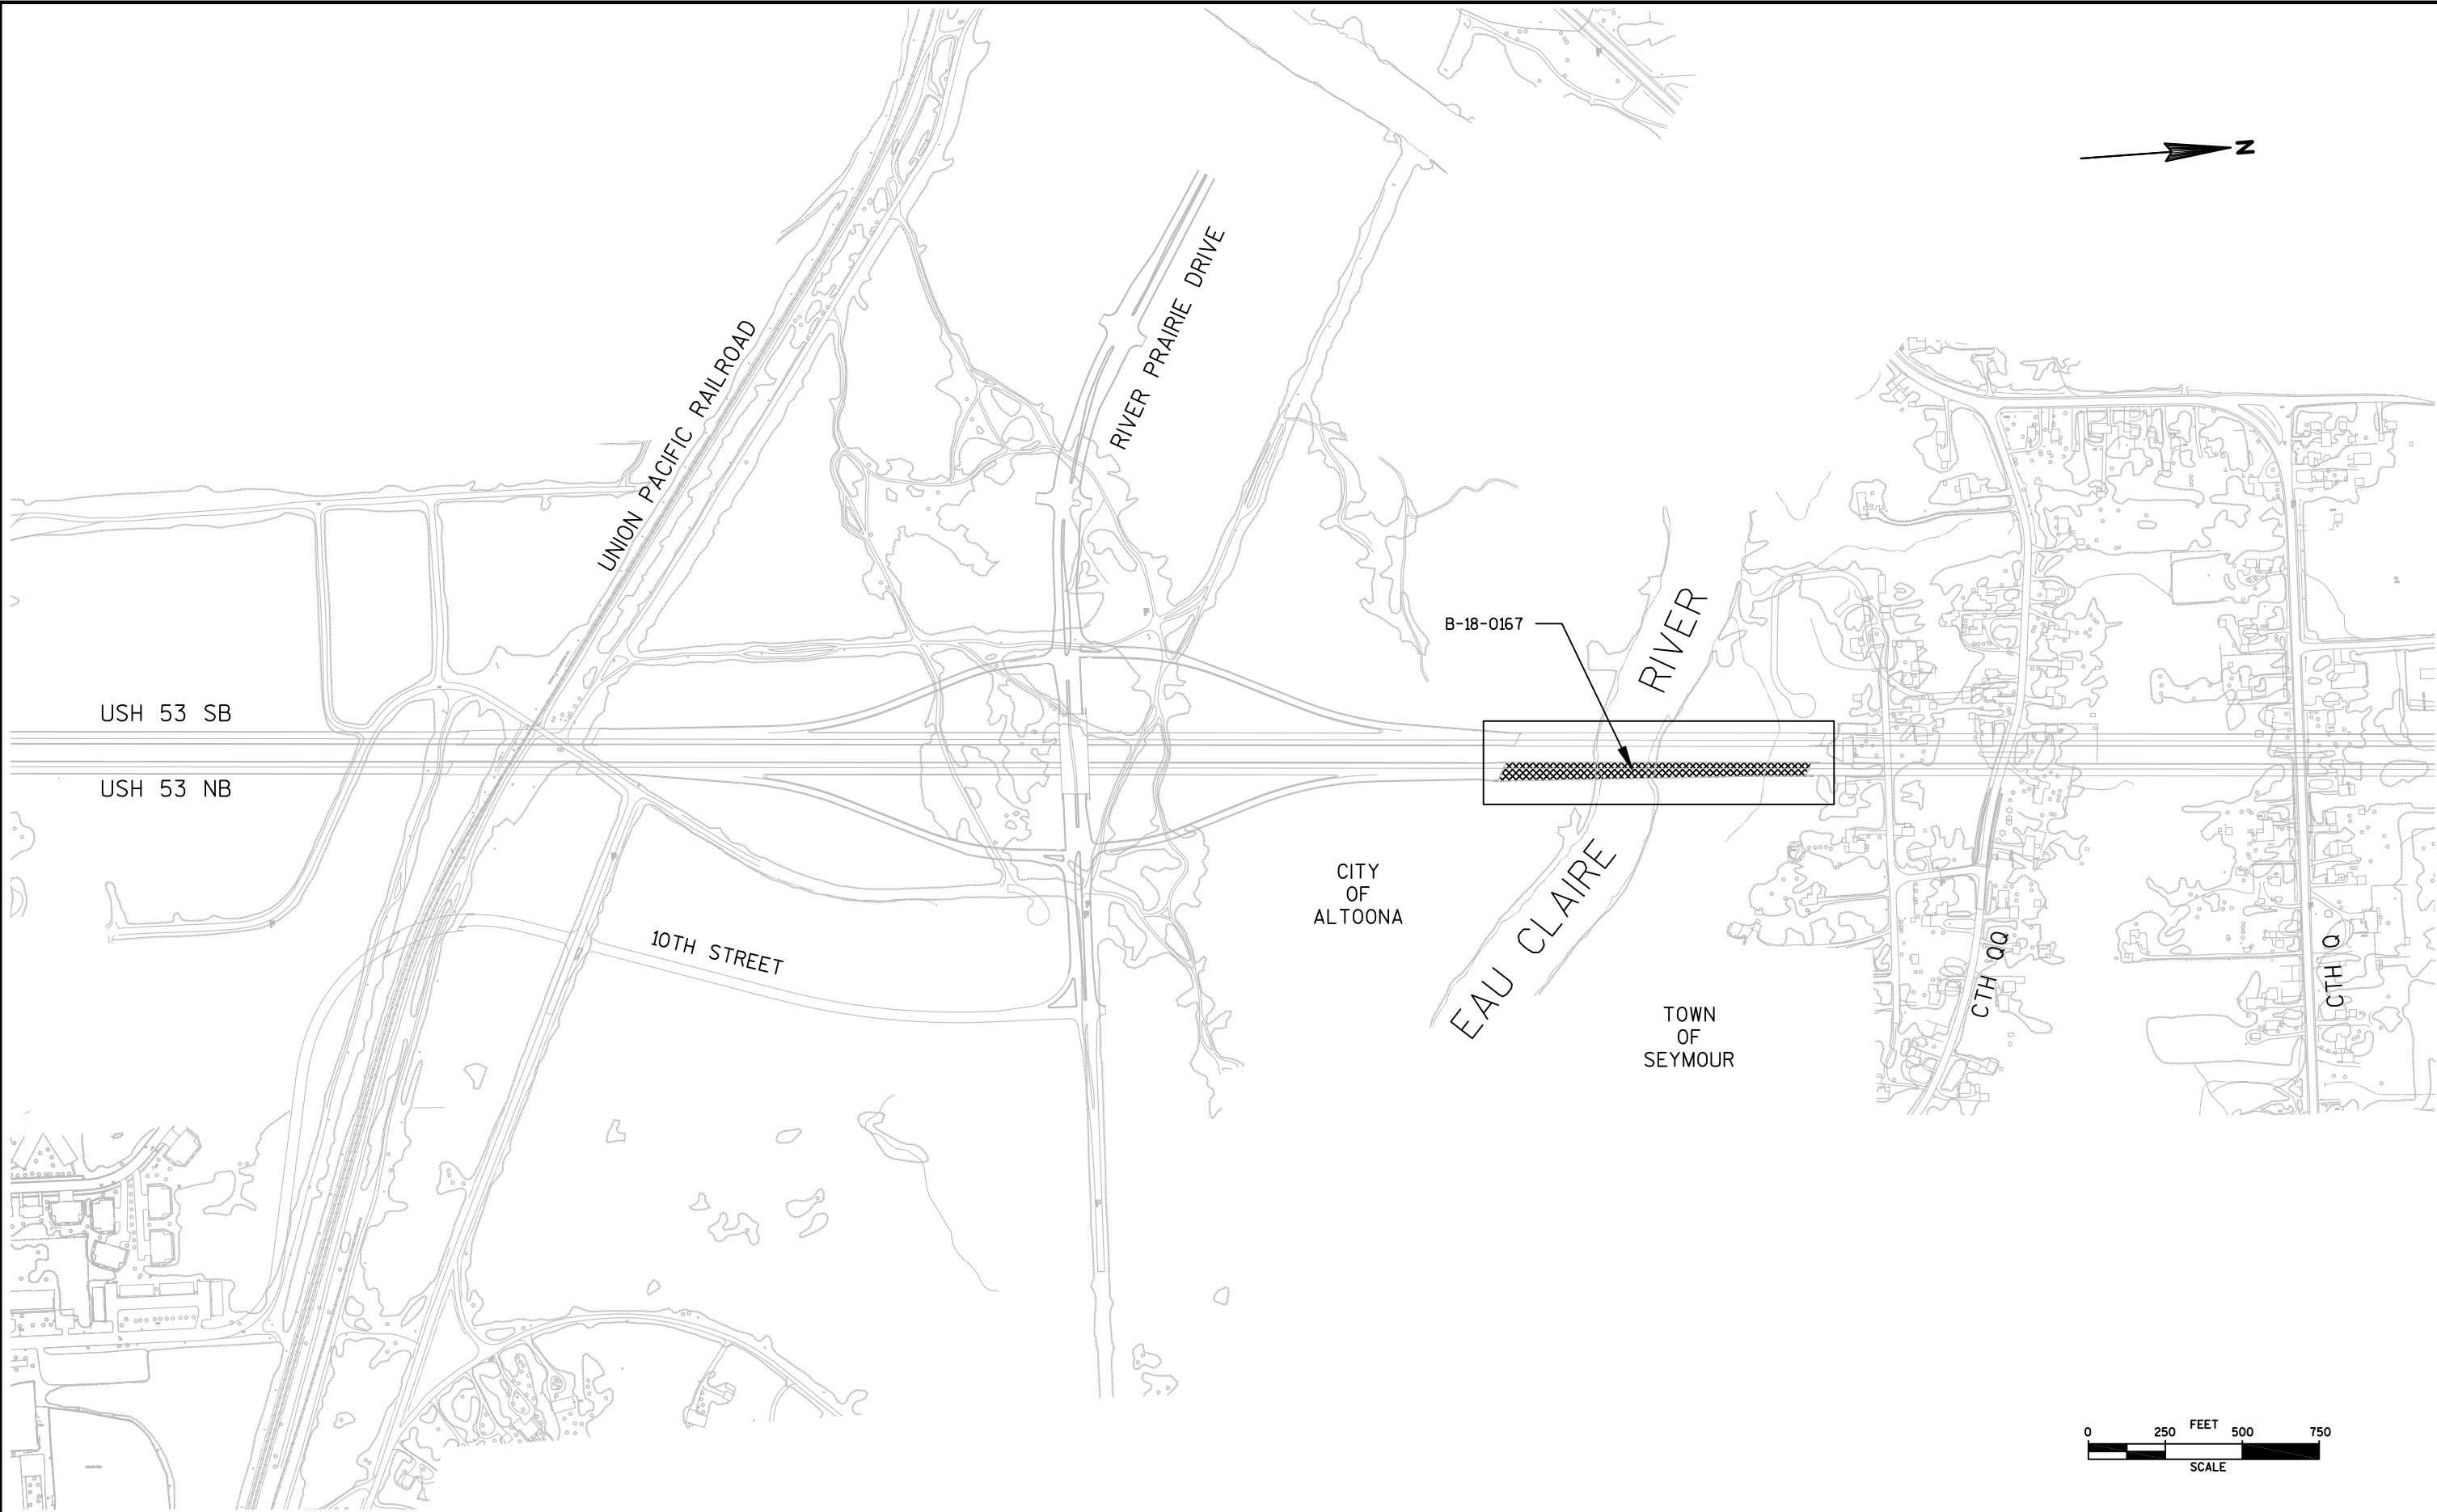 N
UNION PACIFIC RAILROAD
RIVER PRAIRIE DRIVE
B-18-0167
RIVER
USH 53 SB
USH 53 NB
CITY
OF
ALTOONA
EAU CLAIRE
10TH STREET
CTH QQ
CTH Q
TOWN
OF
SEYMOUR
FEET
0 250 500 750
SCALE